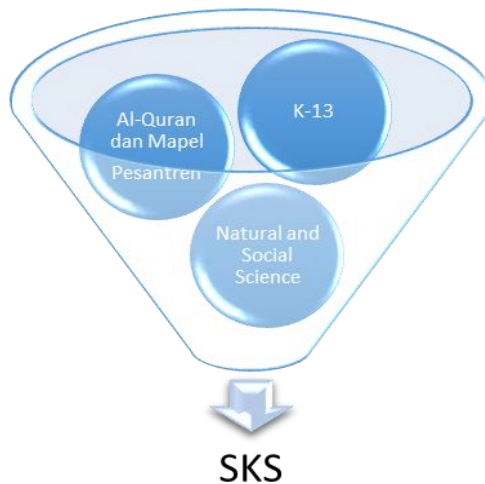 Al-Quran
dan Mapel
Pesantren
K-13
Natural and
Social
Science
SKS